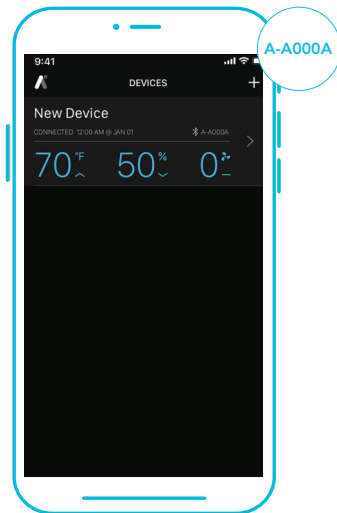 A-A000A
9:41
DEVICES
New Device
CONNECTED 12:00 AM @ JAN 01 A-A000A
70°F 50% 0